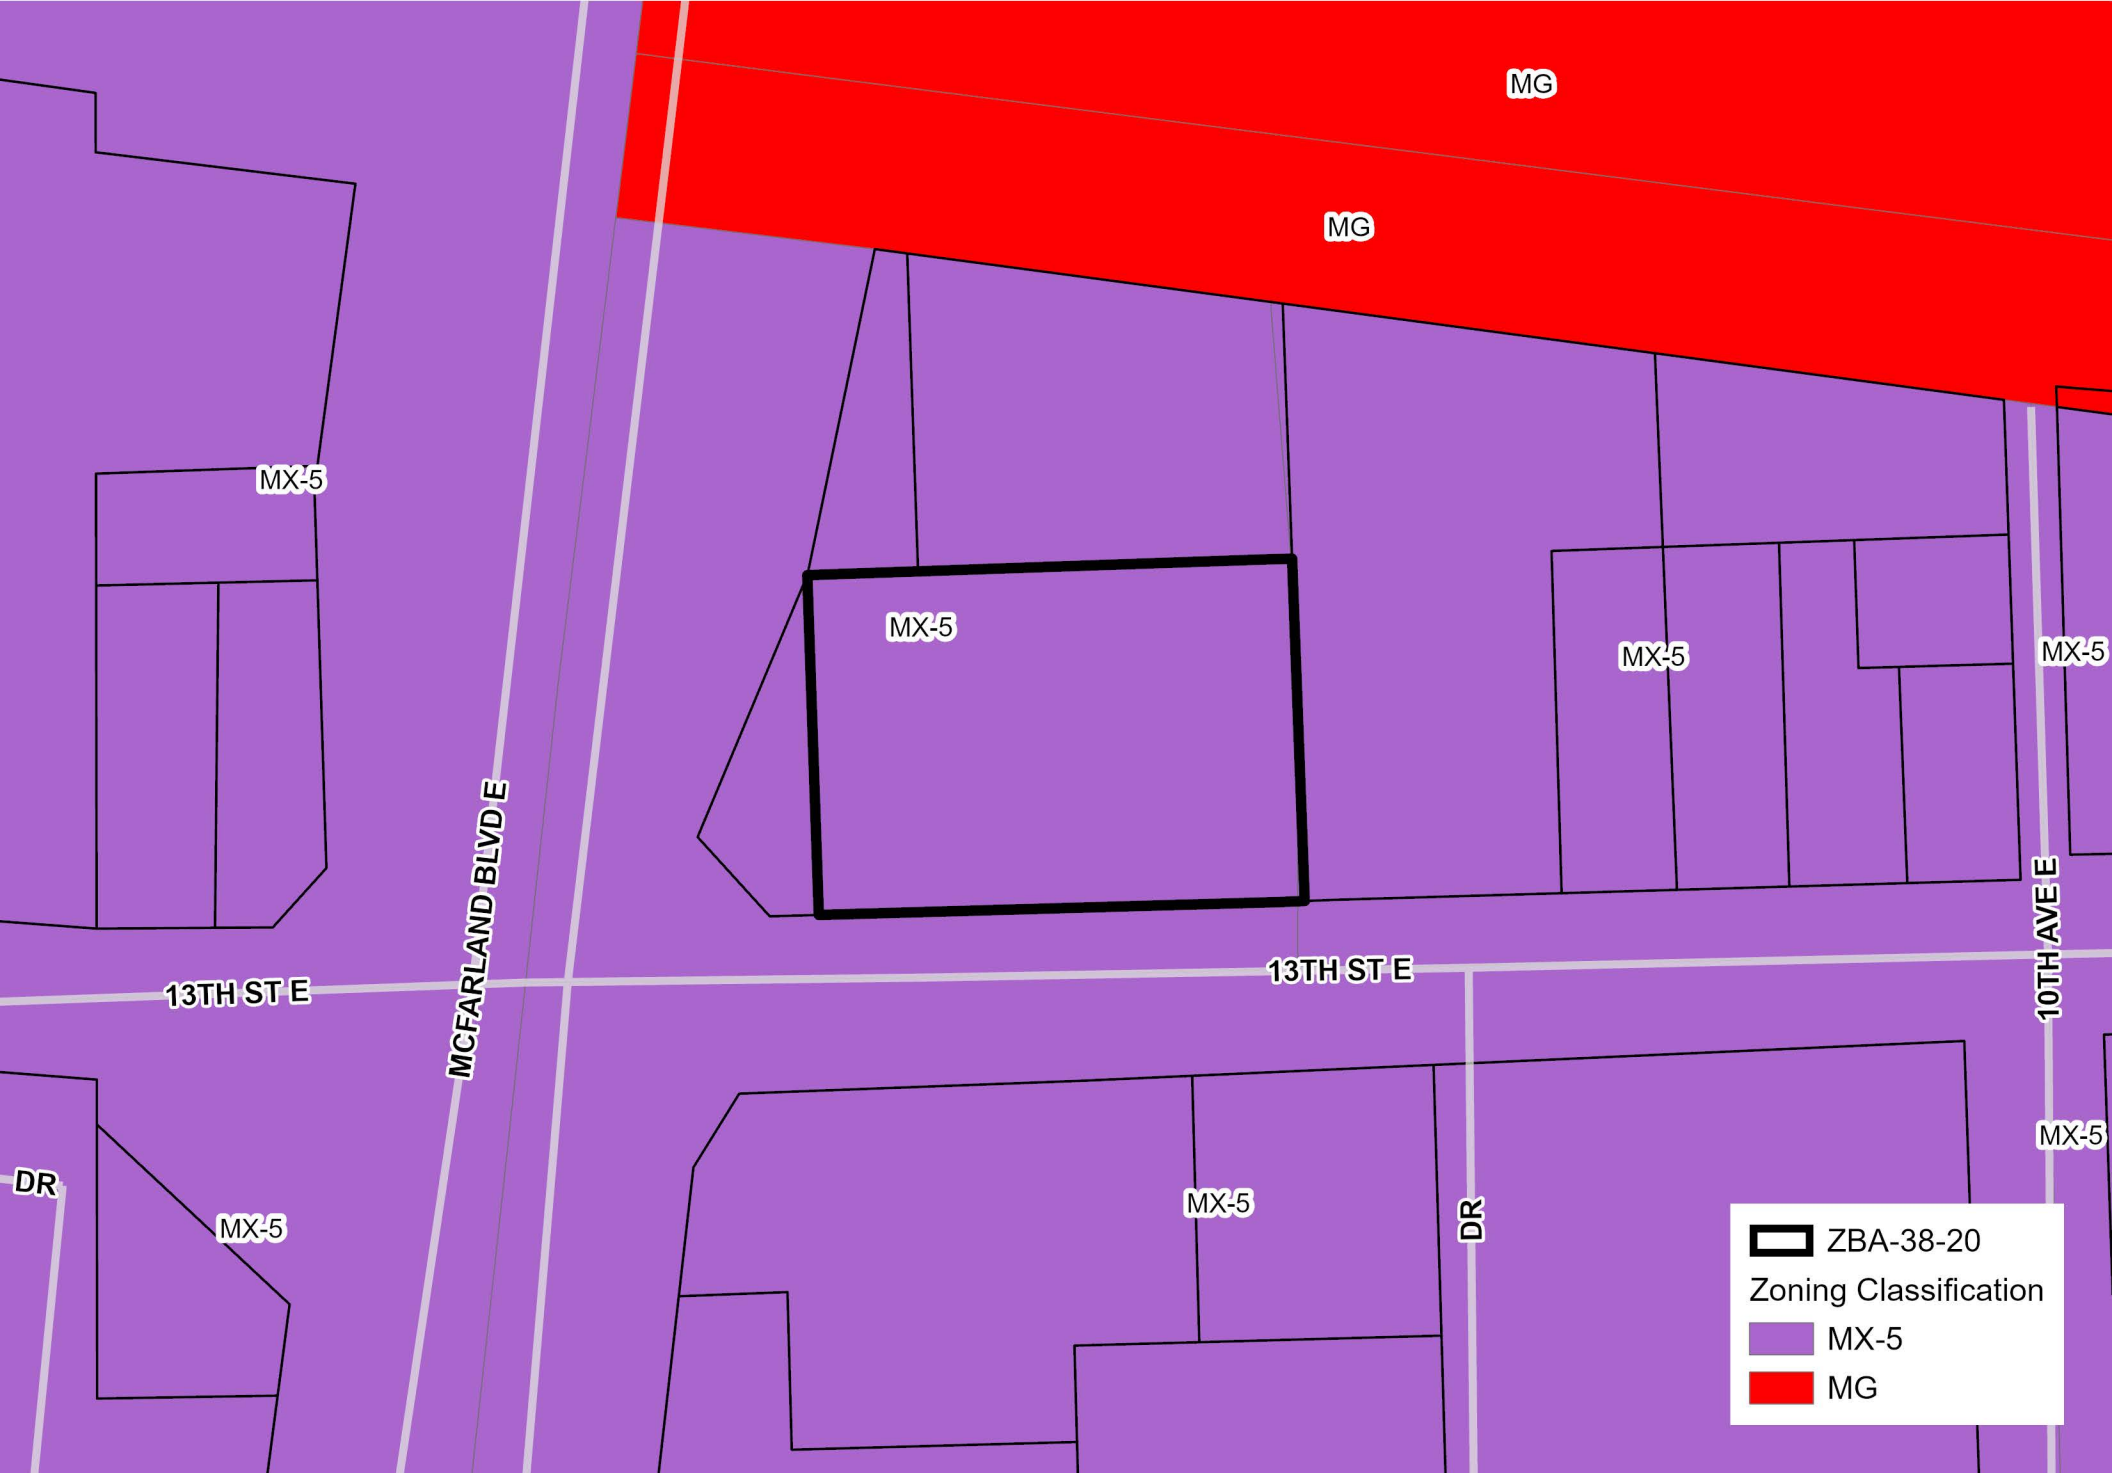 MG
MG
MX-5
MX-5
MX-5
MX-5
MCFARLAND BLVD E
10TH AVE E
13TH ST E
13TH ST E
MX-5
DR
MX-5
DR
MX-5
ZBA-38-20
Zoning Classification
MX-5
MG